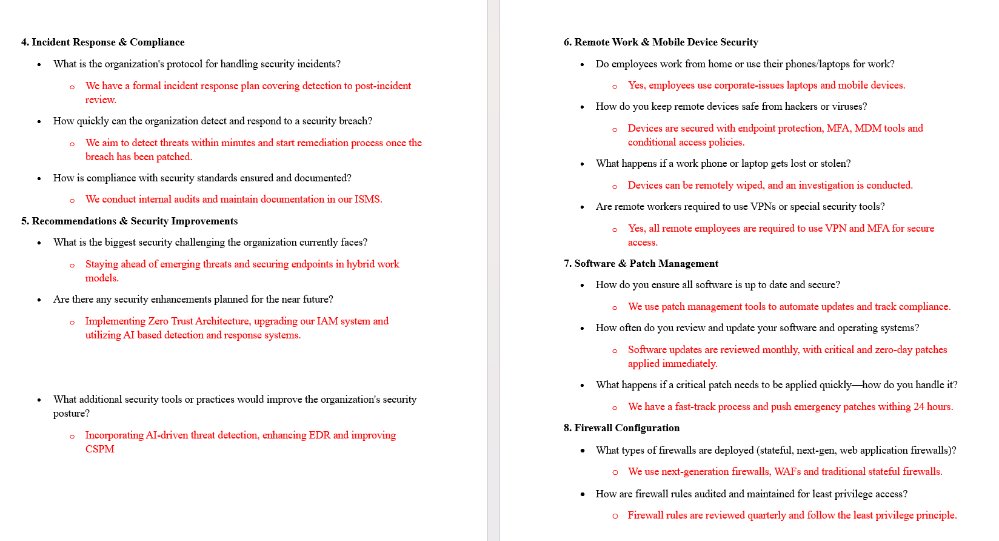 4. Incident Response & Compliance
• What is the organization's protocol for handling security incidents?
o We have a formal incident response plan covering detection to post-incident
review.
• How quickly can the organization detect and respond to a security breach?
o We aim to detect threats within minutes and start remediation process once the
breach has been patched.
• How is compliance with security standards ensured and documented?
o We conduct internal audits and maintain documentation in our ISMS.
5. Recommendations & Security Improvements
• What is the biggest security challenging the organization currently faces?
o Staying ahead of emerging threats and securing endpoints in hybrid work
models.
• Are there any security enhancements planned for the near future?
o Implementing Zero Trust Architecture, upgrading our IAM system and
utilizing AI based detection and response systems.
• What additional security tools or practices would improve the organization's security
posture?
o Incorporating AI-driven threat detection, enhancing EDR and improving
CSPM
6. Remote Work & Mobile Device Security
• Do employees work from home or use their phones/laptops for work?
o Yes, employees use corporate-issues laptops and mobile devices.
• How do you keep remote devices safe from hackers or viruses?
o Devices are secured with endpoint protection, MFA, MDM tools and
conditional access policies.
• What happens if a work phone or laptop gets lost or stolen?
o Devices can be remotely wiped, and an investigation is conducted.
• Are remote workers required to use VPNs or special security tools?
o Yes, all remote employees are required to use VPN and MFA for secure
access.
7. Software & Patch Management
• How do you ensure all software is up to date and secure?
o We use patch management tools to automate updates and track compliance.
• How often do you review and update your software and operating systems?
o Software updates are reviewed monthly, with critical and zero-day patches
applied immediately.
• What happens if a critical patch needs to be applied quickly—how do you handle it?
o We have a fast-track process and push emergency patches withing 24 hours.
8. Firewall Configuration
• What types of firewalls are deployed (stateful, next-gen, web application firewalls)?
o We use next-generation firewalls, WAFs and traditional stateful firewalls.
• How are firewall rules audited and maintained for least privilege access?
o Firewall rules are reviewed quarterly and follow the least privilege principle.